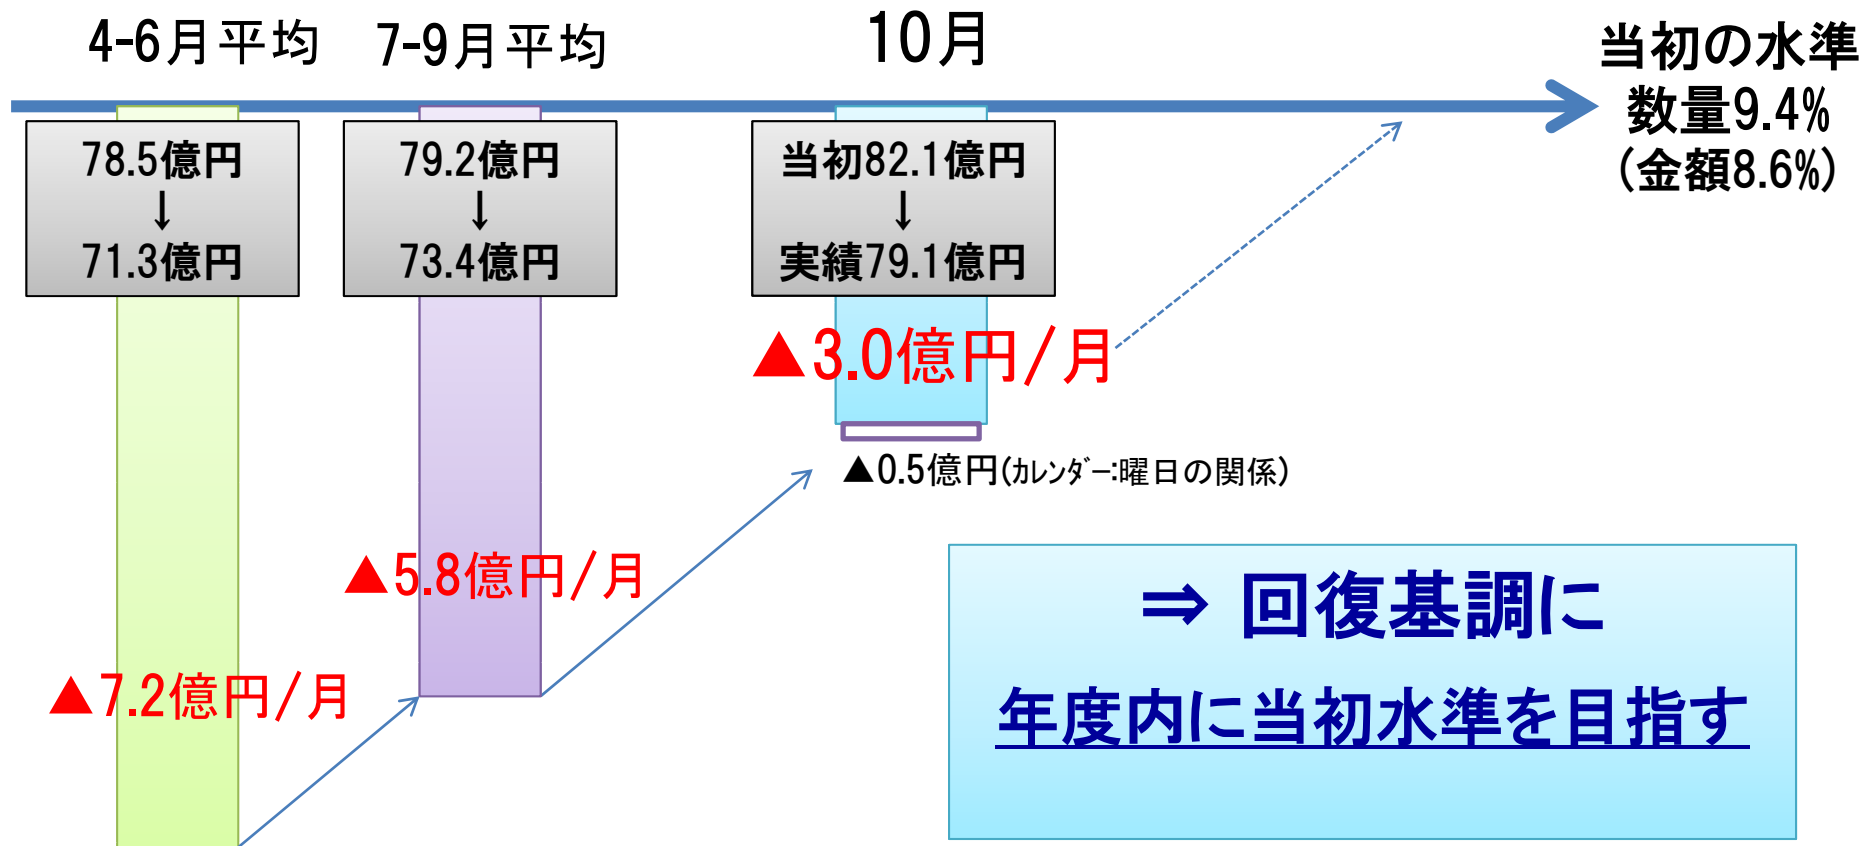 4-6月平均
7-9月平均
10月
当初の水準
数量9.4%
(金額8.6%)
78.5億円
↓
71.3億円
79.2億円
↓
73.4億円
当初82.1億円
↓
実績79.1億円
▲3.0億円/月
▲0.5億円(ｶﾚﾝﾀﾞｰ:曜日の関係)
▲5.8億円/月
▲7.2億円/月
⇒ 回復基調に
年度内に当初水準を目指す